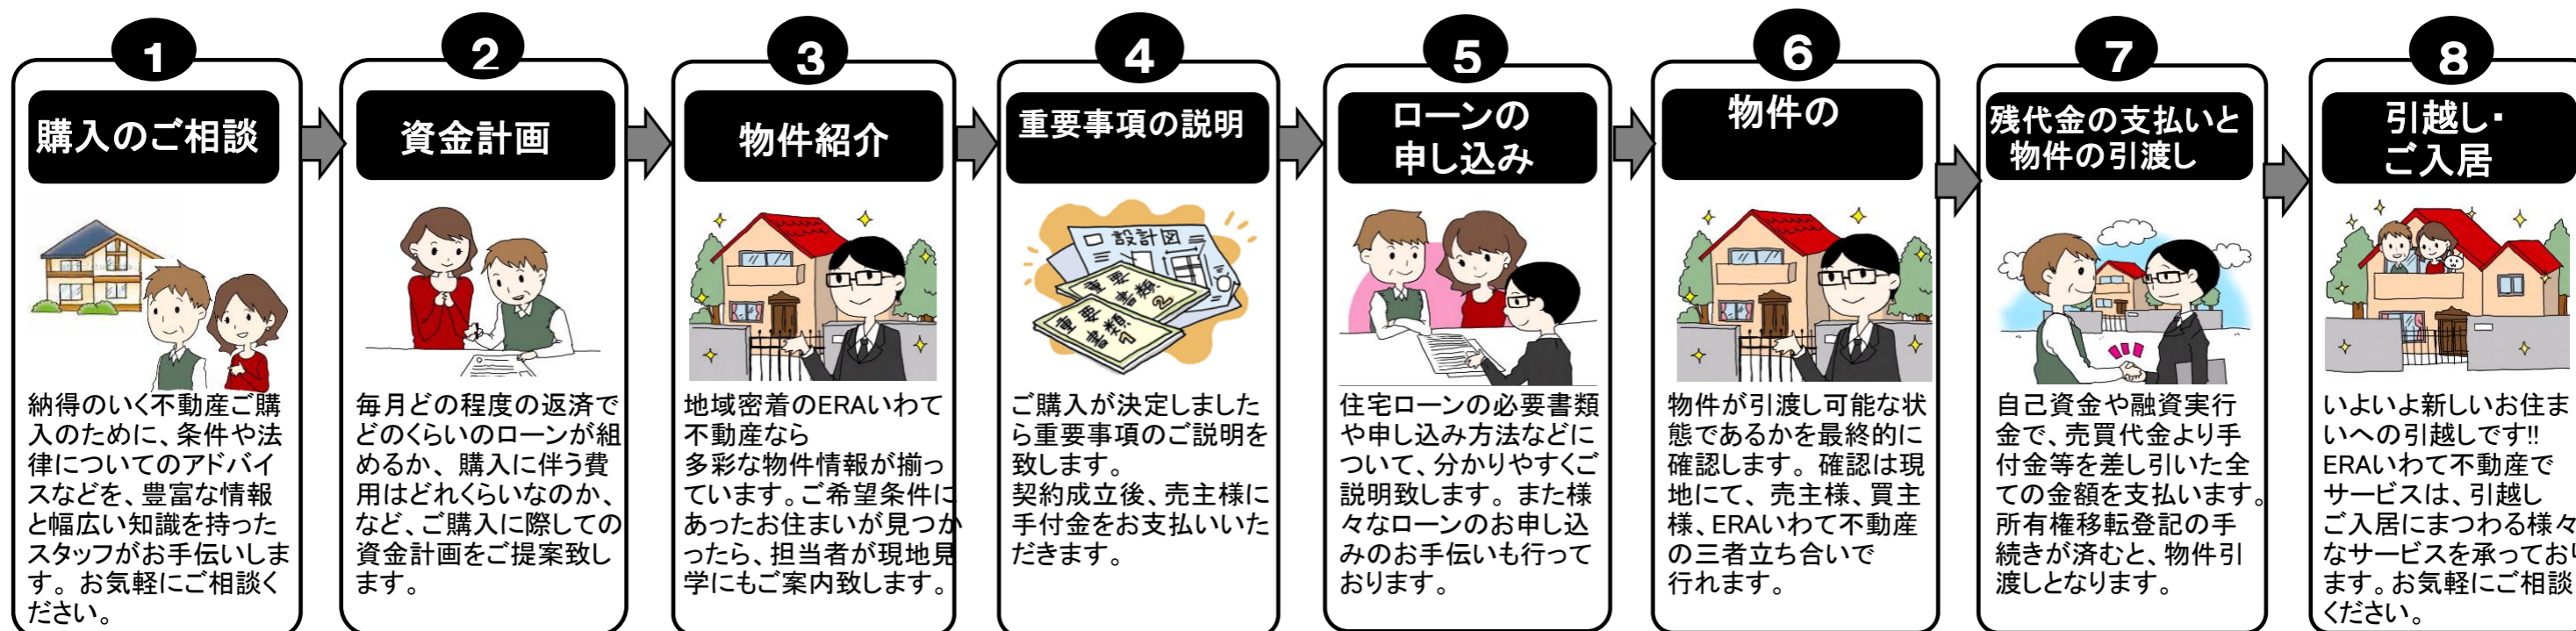 1
購入のご相談
納得のいく不動産ご購
入のために、条件や法
律についてのアドバイ
スなどを、豊富な情報
と幅広い知識を持った
スタッフがお手伝いしま
す。お気軽にご相談く
ださい。
2
資金計画
毎月どの程度の返済で
どのくらいのローンが組
めるか、購入に伴う費
用はどれくらいなのか、
など、ご購入に際しての
資金計画をご提案致し
ます。
3
物件紹介
地域密着のERAいわて
不動産なら
多彩な物件情報が揃っ
ています。ご希望条件に
あったお住まいが見つか
ったら、担当者が現地見
学にもご案内致します。
4
重要事項の説明
設計図
重要書類2
重要書類1
ご購入が決定しました
ら重要事項のご説明を
致します。
契約成立後、売主様に
手付金をお支払いいた
だきます。
5
ローンの
申し込み
住宅ローンの必要書類
や申し込み方法などに
ついて、分かりやすくご
説明致します。また様
々なローンのお申し込
みのお手伝いも行って
おります。
6
物件の
物件が引渡し可能な状
態であるかを最終的に
確認します。確認は現
地にて、売主様、買主
様、ERAいわて不動産
の三者立ち合いで
行れます。
7
残代金の支払いと
物件の引渡し
自己資金や融資実行
金で、売買代金より手
付金等を差し引いた全
ての金額を支払います。
所有権移転登記の手
続きが済むと、物件引
渡しとなります。
8
引越し・
ご入居
いよいよ新しいお住ま
いへの引越しです!!
ERAいわて不動産で
サービスは、引越し
ご入居にまつわる様々
なサービスを承っており
ます。お気軽にご相談
ください。